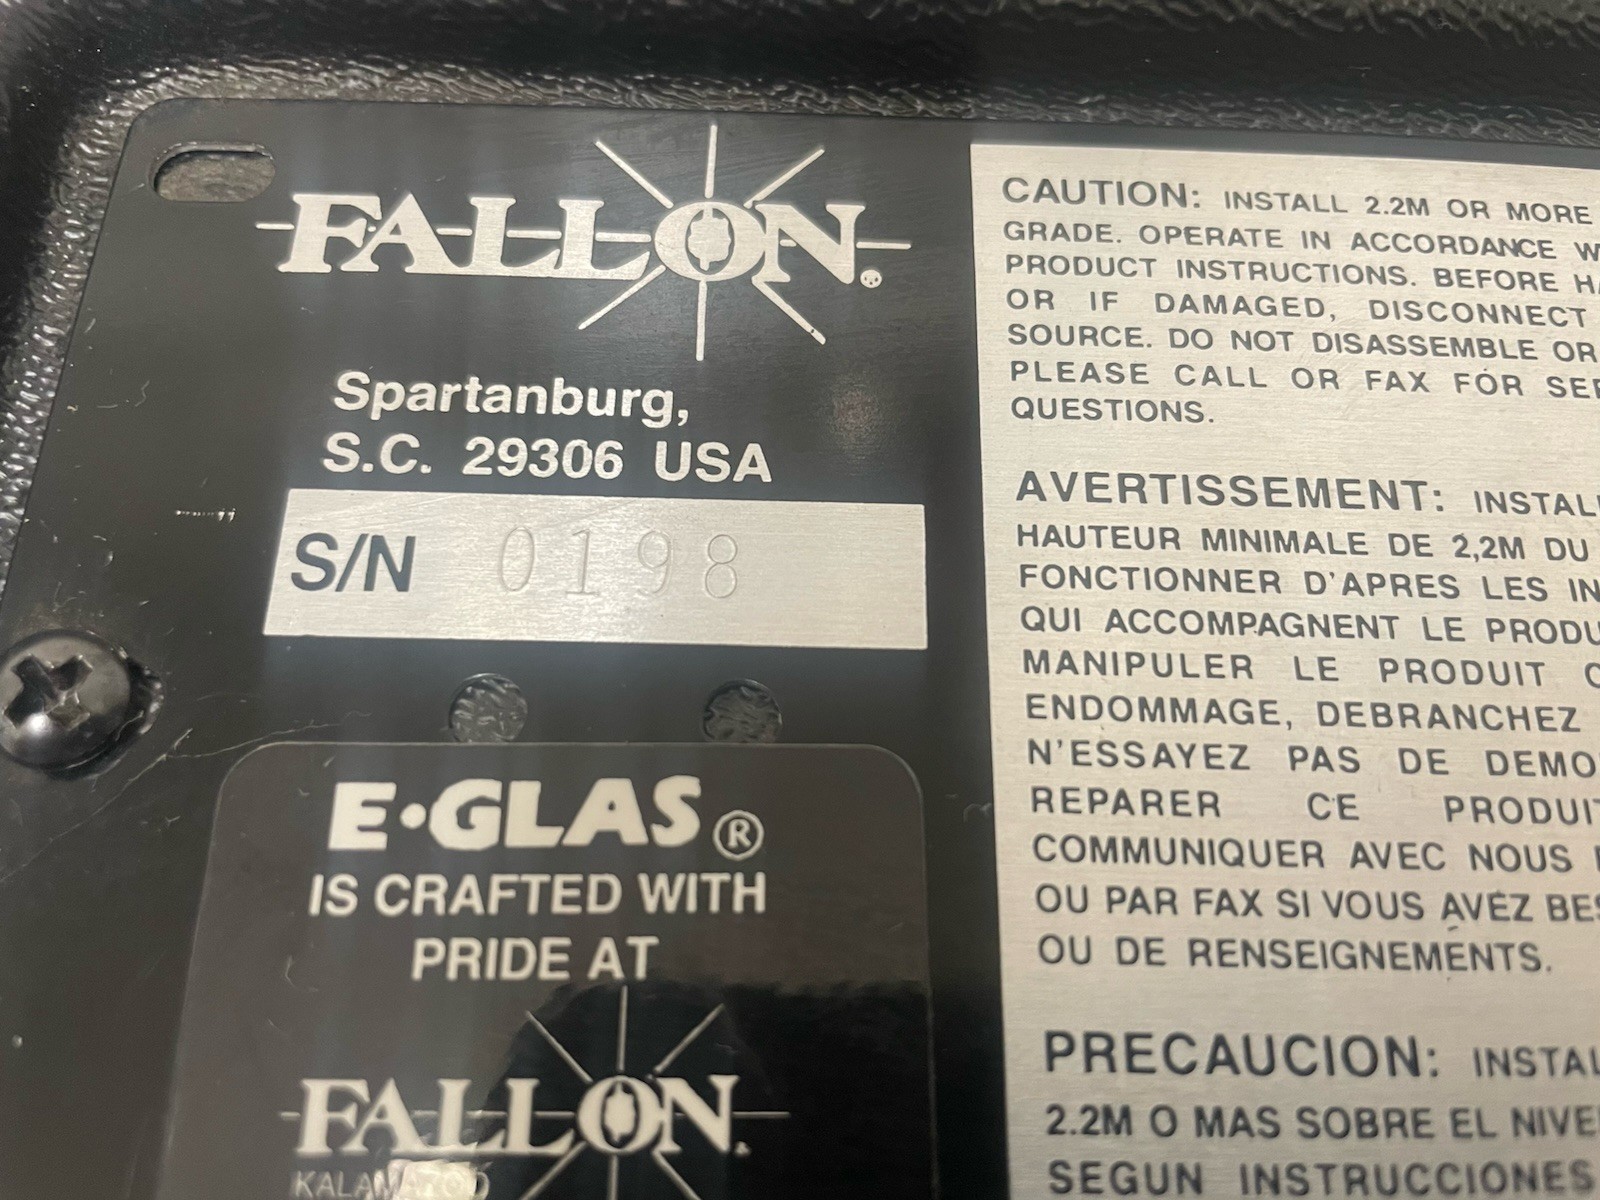 FALLON®
Spartanburg,
S.C. 29306 USA
S/N 0198
E•GLAS®
IS CRAFTED WITH
PRIDE AT
FALLON.
CAUTION: INSTALL 2.2M OR MORE
GRADE. OPERATE IN ACCORDANCE
PRODUCT INSTRUCTIONS. BEFORE
OR IF DAMAGED, DISCONNECT
SOURCE. DO NOT DISASSEMBLE OR
PLEASE CALL OR FAX FOR
QUESTIONS.
AVERTISSEMENT:
HAUTEUR MINIMALE DE 2,2M DU
FONCTIONNER D'APRES LES
QUI ACCOMPAGNENT LE
MANIPULER LE PRODUIT
ENDOMMAGE, DEBRANCHEZ
N'ESSAYEZ PAS DE
REPARER CE PRODUIT
COMMUNIQUER AVEC NOUS
OU PAR FAX SI VOUS AVEZ
OU DE RENSEIGNEMENTS.
PRECAUCION:
2.2M O MAS SOBRE EL
SEGUN INSTRUCCIONES